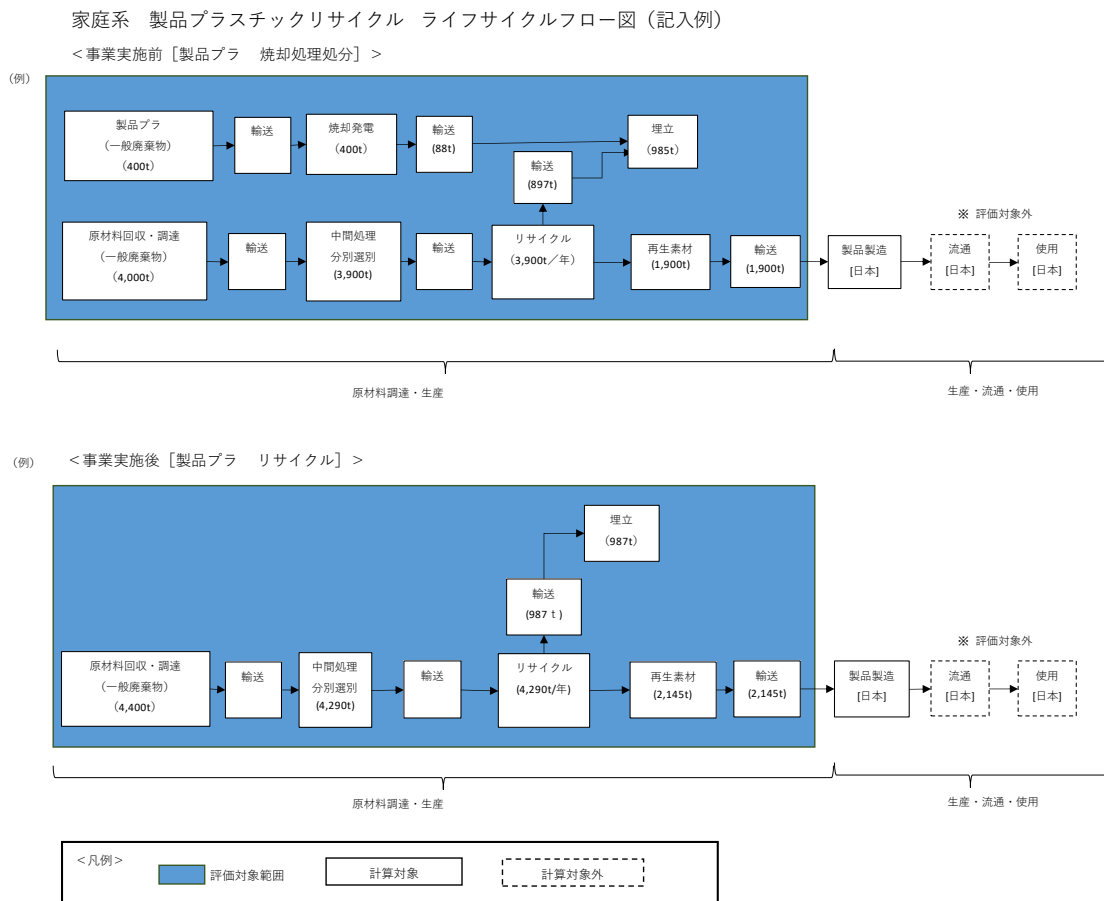 家庭系　製品プラスチックリサイクル　ライフサイクルフロー図（記入例）
＜事業実施前［製品プラ　焼却処理処分］＞
（例）
製品プラ
（一般廃棄物）
（400t）
輸送
焼却発電
（400t）
輸送
(88t)
埋立
（985t）
輸送
(897t)
原材料回収・調達
（一般廃棄物）
（4,000t）
輸送
中間処理
分別選別
(3,900t)
輸送
リサイクル
（3,900t／年）
再生素材
(1,900t)
輸送
(1,900t)
※ 評価対象外
製品製造
[日本]
流通
[日本]
使用
[日本]
原材料調達・生産
生産・流通・使用
（例）
＜事業実施後［製品プラ　リサイクル］＞
埋立
（987t）
輸送
(987ｔ)
原材料回収・調達
（一般廃棄物）
（4,400t）
輸送
中間処理
分別選別
(4,290t)
輸送
リサイクル
(4,290t/年)
再生素材
(2,145t)
輸送
(2,145t)
※ 評価対象外
製品製造
[日本]
流通
[日本]
使用
[日本]
原材料調達・生産
生産・流通・使用
＜凡例＞
評価対象範囲
計算対象
計算対象外